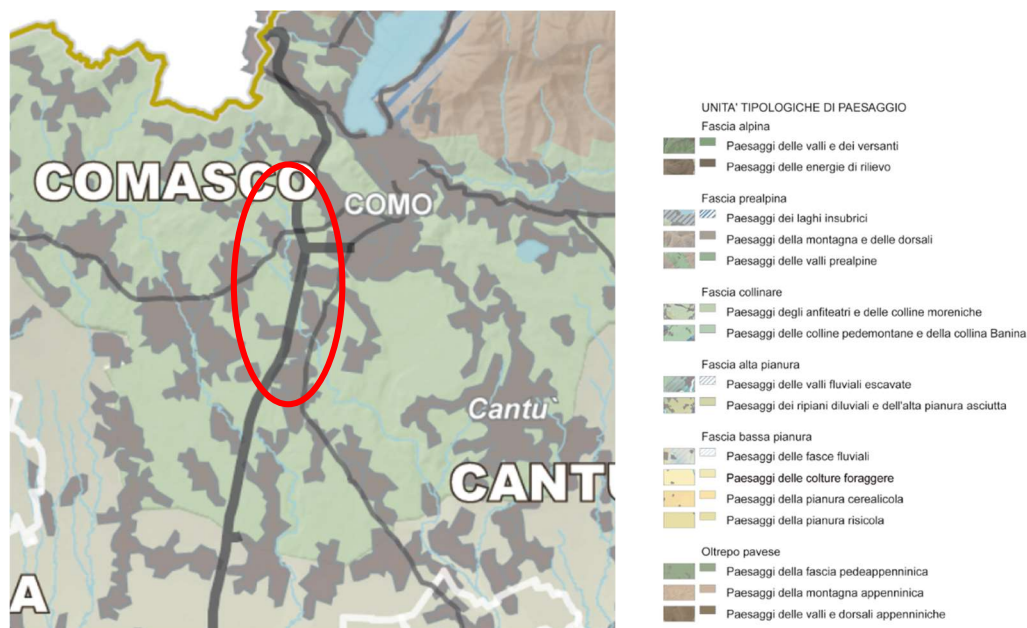 COMASCO
COMO
Cantu`
CANTU
A
UNITA' TIPOLOGICHE DI PAESAGGIO
Fascia alpina
Paesaggi delle valli e dei versanti
Paesaggi delle energie di rilievo
Fascia prealpina
Paesaggi dei laghi insubrici
Paesaggi della montagna e delle dorsali
Paesaggi delle valli prealpine
Fascia collinare
Paesaggi degli anfiteatri e delle colline moreniche
Paesaggi delle colline pedemontane e della collina Banina
Fascia alta pianura
Paesaggi delle valli fluviali escavate
Paesaggi dei ripiani diluviali e dell'alta pianura asciutta
Fascia bassa pianura
Paesaggi delle fasce fluviali
Paesaggi delle colture foraggere
Paesaggi della pianura cerealicola
Paesaggi della pianura risicola
Oltrepo pavese
Paesaggi della fascia pedeappenninica
Paesaggi della montagna appenninica
Paesaggi delle valli e dorsali appenniniche